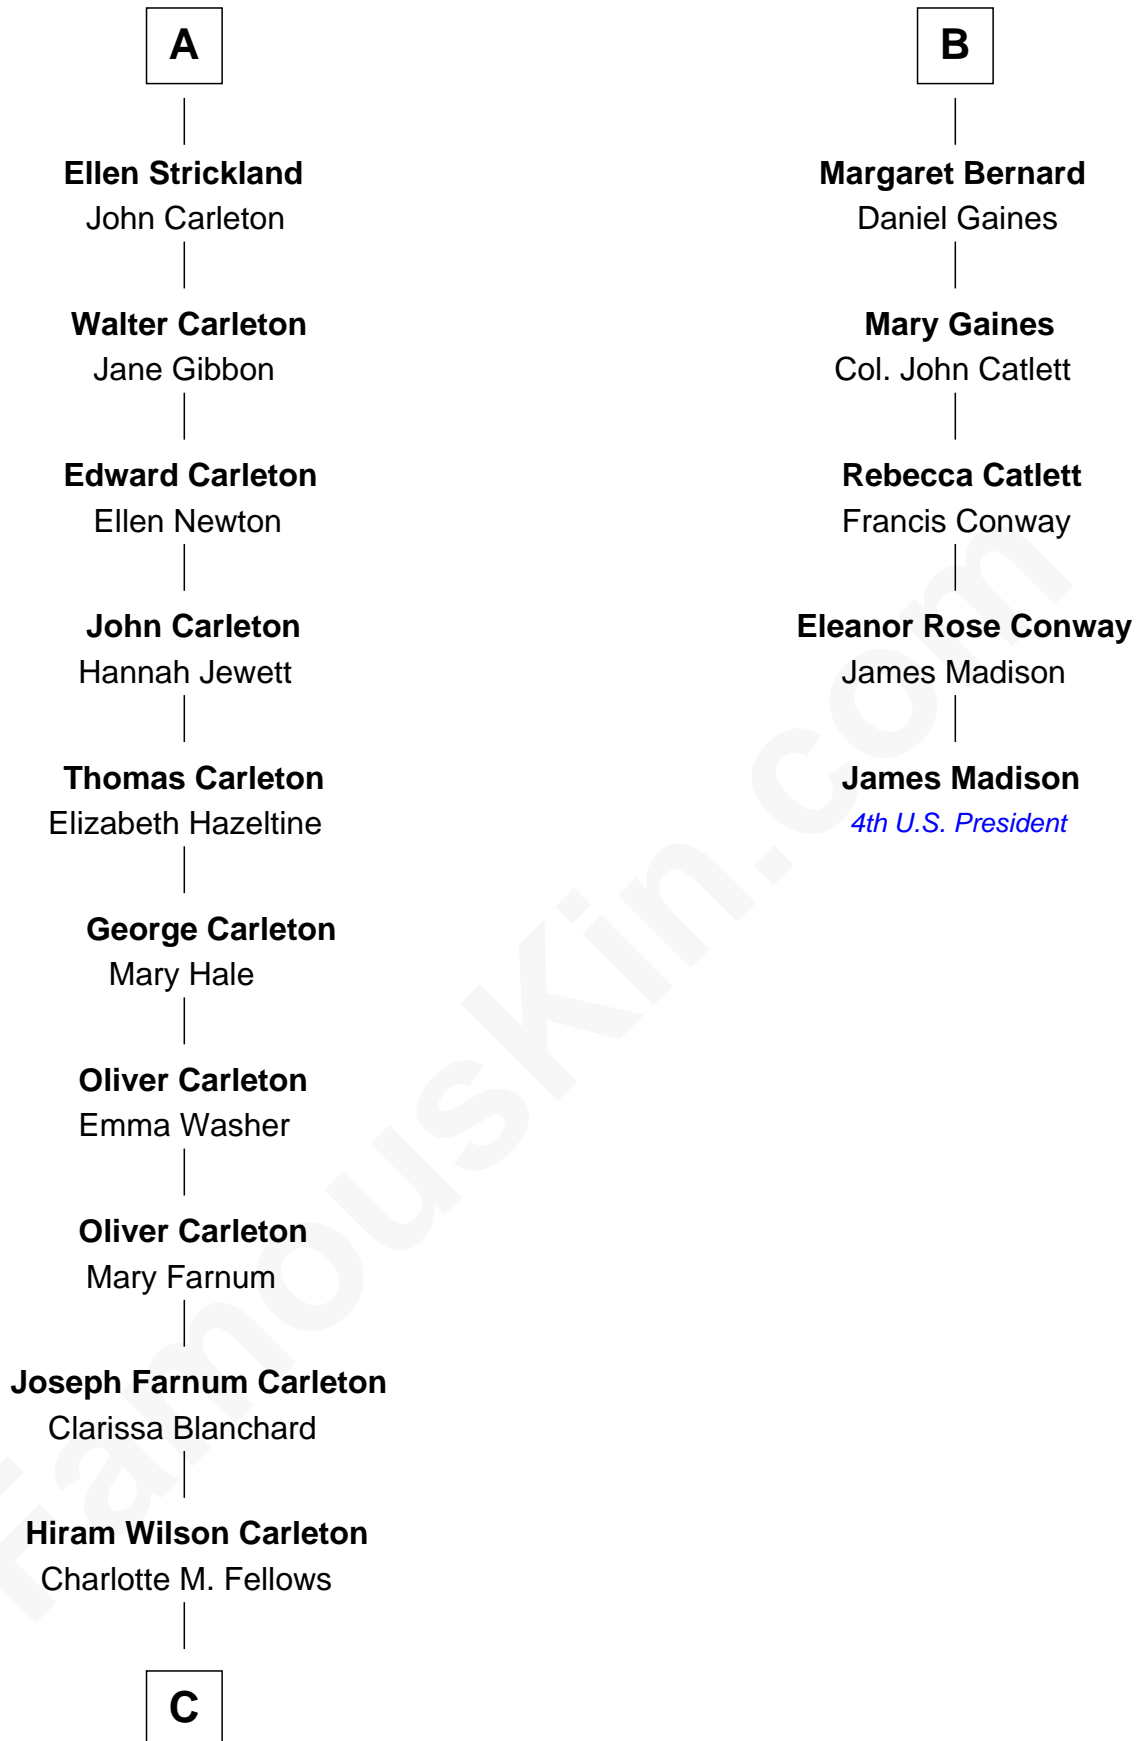 A
Ellen Strickland
John Carleton
Walter Carleton
Jane Gibbon
Edward Carleton
Ellen Newton
John Carleton
Hannah Jewett
Thomas Carleton
Elizabeth Hazeltine
George Carleton
Mary Hale
Oliver Carleton
Emma Washer
Oliver Carleton
Mary Farnum
Joseph Farnum Carleton
Clarissa Blanchard
Hiram Wilson Carleton
Charlotte M. Fellows
C
B
Margaret Bernard
Daniel Gaines
Mary Gaines
Col. John Catlett
Rebecca Catlett
Francis Conway
Eleanor Rose Conway
James Madison
James Madison
4th U.S. President
FamousKin.com